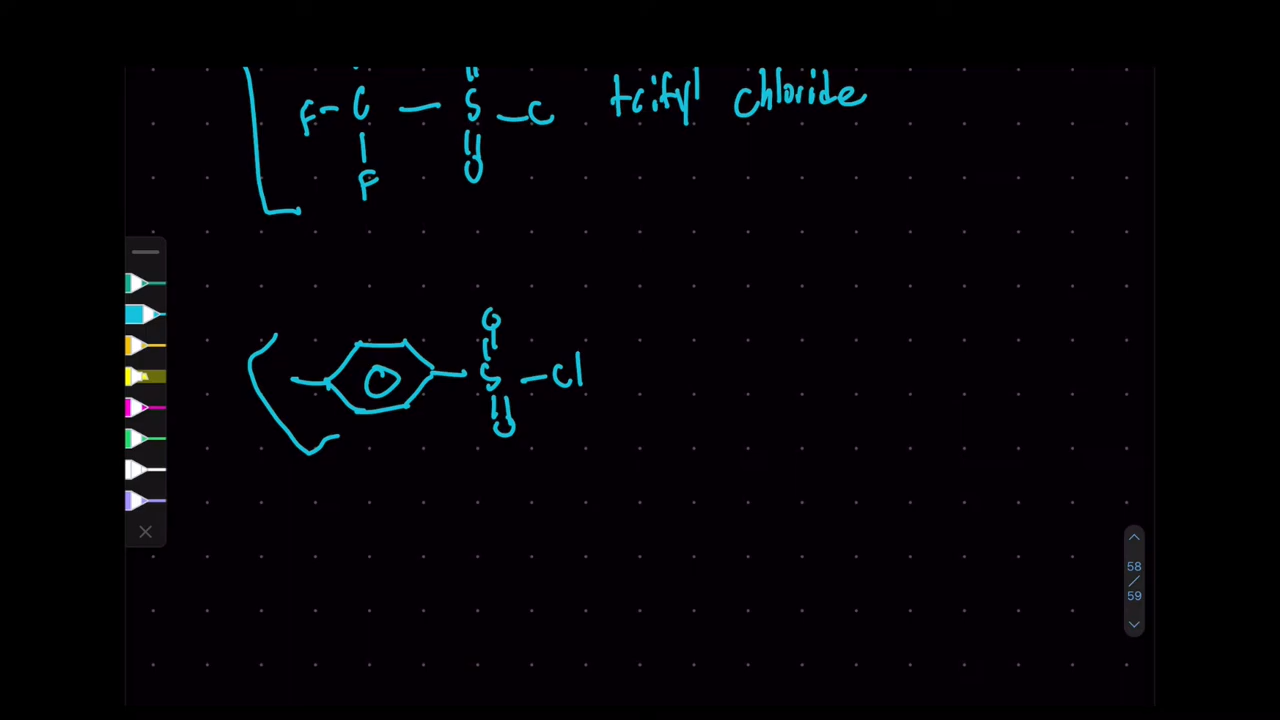 F-C-S-C trifyl chloride
F O
O
S-Cl
O
58
/
59